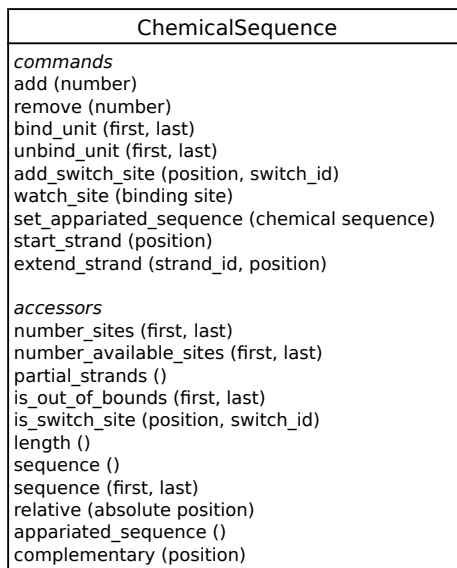 ChemicalSequence
commands
add (number)
remove (number)
bind_unit (first, last)
unbind_unit (first, last)
add_switch_site (position, switch_id)
watch_site (binding site)
set_appariated_sequence (chemical sequence)
start_strand (position)
extend_strand (strand_id, position)
accessors
number_sites (first, last)
number_available_sites (first, last)
partial_strands ()
is_out_of_bounds (first, last)
is_switch_site (position, switch_id)
length ()
sequence ()
sequence (first, last)
relative (absolute position)
appariated_sequence ()
complementary (position)